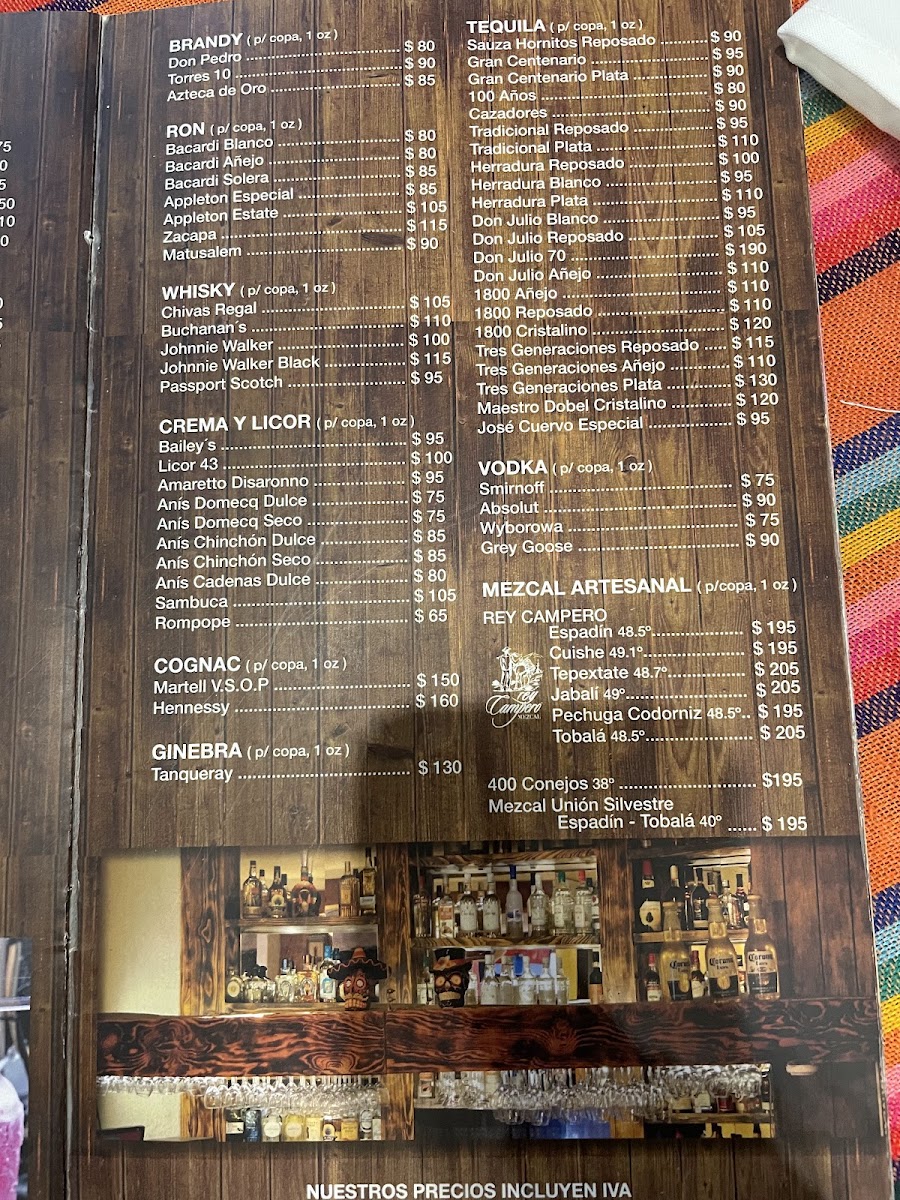 BRANDY ( p/ copa, 1 oz )
Don Pedro ........ $ 80
Torres 10 ........ $ 90
Azteca de Oro ........ $ 85
RON ( p/ copa, 1 oz )
Bacardi Blanco ........ $ 80
Bacardi Añejo ........ $ 80
Bacardi Solera ........ $ 85
Appleton Especial ........ $ 85
Appleton Estate ........ $ 105
Zacapa ........ $ 115
Matusalem ........ $ 90
WHISKY ( p/ copa, 1 oz )
Chivas Regal ........ $ 105
Buchanan´s ........ $ 110
Johnnie Walker ........ $ 100
Johnnie Walker Black ........ $ 115
Passport Scotch ........ $ 95
CREMA Y LICOR ( p/ copa, 1 oz )
Bailey´s ........ $ 95
Licor 43 ........ $ 100
Amaretto Disaronno ........ $ 95
Anís Domecq Dulce ........ $ 75
Anís Domecq Seco ........ $ 75
Anís Chinchón Dulce ........ $ 85
Anís Chinchón Seco ........ $ 85
Anís Cadenas Dulce ........ $ 80
Sambuca ........ $ 105
Rompope ........ $ 65
COGNAC ( p/ copa, 1 oz )
Martell V.S.O.P ........ $ 150
Hennessy ........ $ 160
GINEBRA ( p/ copa, 1 oz )
Tanqueray ........ $ 130
TEQUILA ( p/ copa, 1 oz )
Sauza Hornitos Reposado ........ $ 90
Gran Centenario ........ $ 95
Gran Centenario Plata ........ $ 90
100 Años ........ $ 80
Cazadores ........ $ 90
Tradicional Reposado ........ $ 95
Tradicional Plata ........ $ 110
Herradura Reposado ........ $ 100
Herradura Blanco ........ $ 95
Herradura Plata ........ $ 110
Don Julio Blanco ........ $ 95
Don Julio Reposado ........ $ 105
Don Julio 70 ........ $ 190
Don Julio Añejo ........ $ 110
1800 Añejo ........ $ 110
1800 Reposado ........ $ 110
1800 Cristalino ........ $ 120
Tres Generaciones Reposado ..... $ 115
Tres Generaciones Añejo ........ $ 110
Tres Generaciones Plata ........ $ 130
Maestro Dobel Cristalino ........ $ 120
José Cuervo Especial ........ $ 95
VODKA ( p/ copa, 1 oz )
Smirnoff ........ $ 75
Absolut ........ $ 90
Wyborowa ........ $ 75
Grey Goose ........ $ 90
MEZCAL ARTESANAL ( p/copa, 1 oz )
REY CAMPERO
Espadín 48.5º........ $ 195
Cuishe 49.1º........ $ 195
Tepextate 48.7º........ $ 205
Jabalí 49º........ $ 205
Pechuga Codorniz 48.5º.. $ 195
Tobalá 48.5º........ $ 205
rey Campero
MEZCAL
400 Conejos 38º ........ $195
Mezcal Unión Silvestre
Espadín - Tobalá 40º ...... $ 195
Corona
Corona
Corona
NUESTROS PRECIOS INCLUYEN IVA